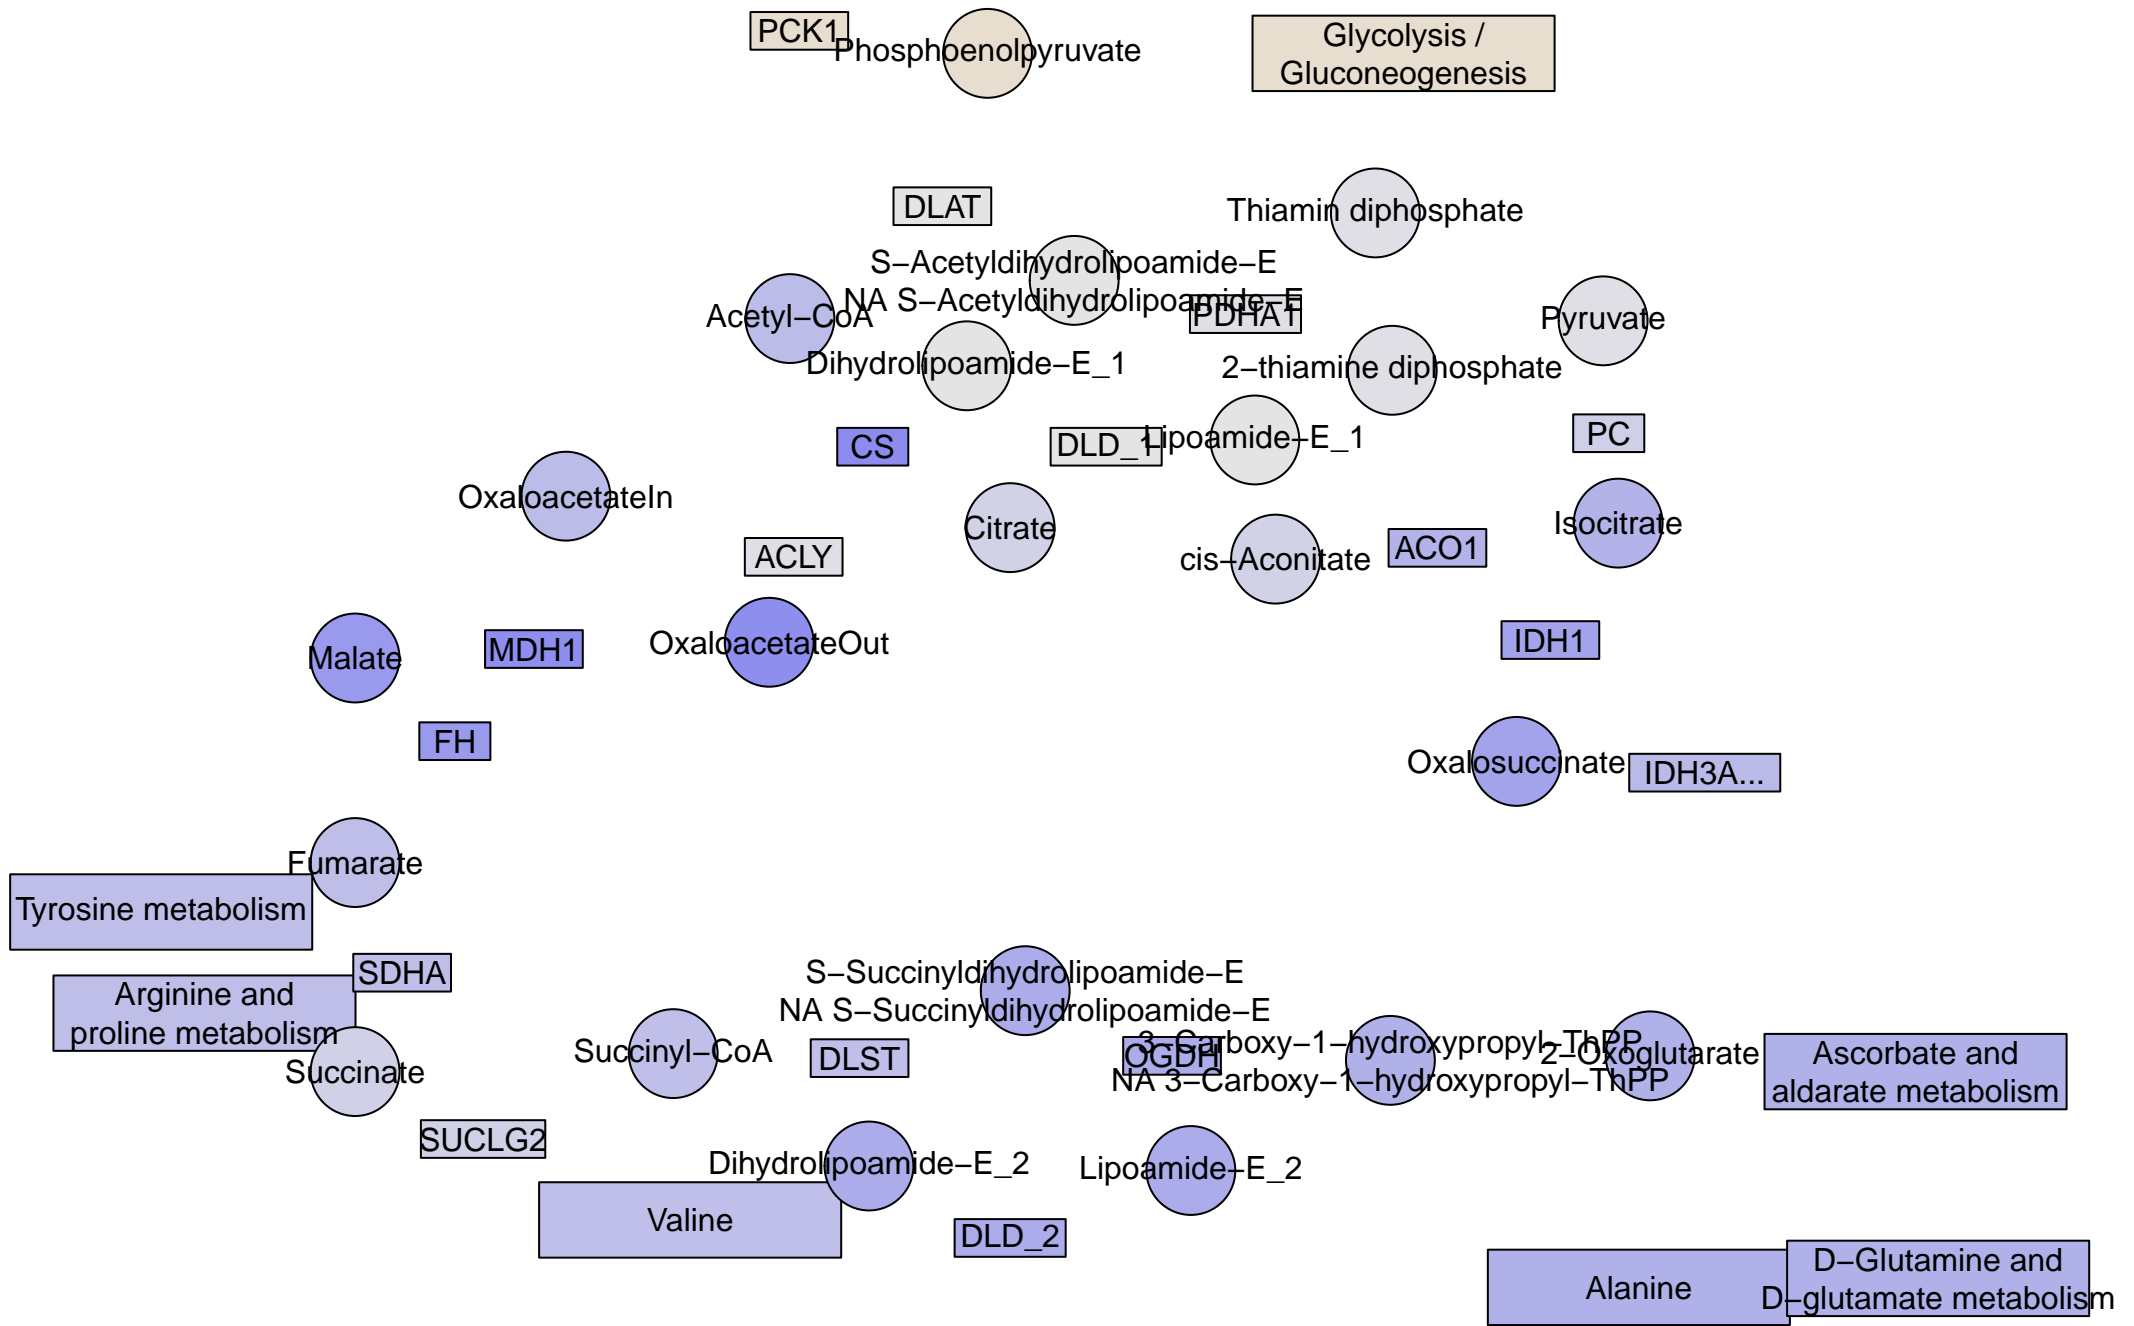 PCK1
Phosphoenolpyruvate
Glycolysis /
Gluconeogenesis
DLAT
Thiamin diphosphate
S−Acetyldihydrolipoamide−E
NA S−Acetyldihydrolipoamide−E
PDHA1
Acetyl−CoA
Pyruvate
Dihydrolipoamide−E_1
2−thiamine diphosphate
CS
DLD_1
Lipoamide−E_1
PC
OxaloacetateIn
Citrate
Isocitrate
ACLY
cis−Aconitate
ACO1
Malate
MDH1
OxaloacetateOut
IDH1
FH
Oxalosuccinate
IDH3A...
Fumarate
Tyrosine metabolism
SDHA
Arginine and
proline metabolism
Succinate
S−Succinyldihydrolipoamide−E
NA S−Succinyldihydrolipoamide−E
Succinyl−CoA
DLST
OGDH
3−Carboxy−1−hydroxypropyl−ThPP
NA 3−Carboxy−1−hydroxypropyl−ThPP
2−Oxoglutarate
Ascorbate and
aldarate metabolism
SUCLG2
Dihydrolipoamide−E_2
Lipoamide−E_2
Valine
DLD_2
Alanine
D−Glutamine and
D−glutamate metabolism